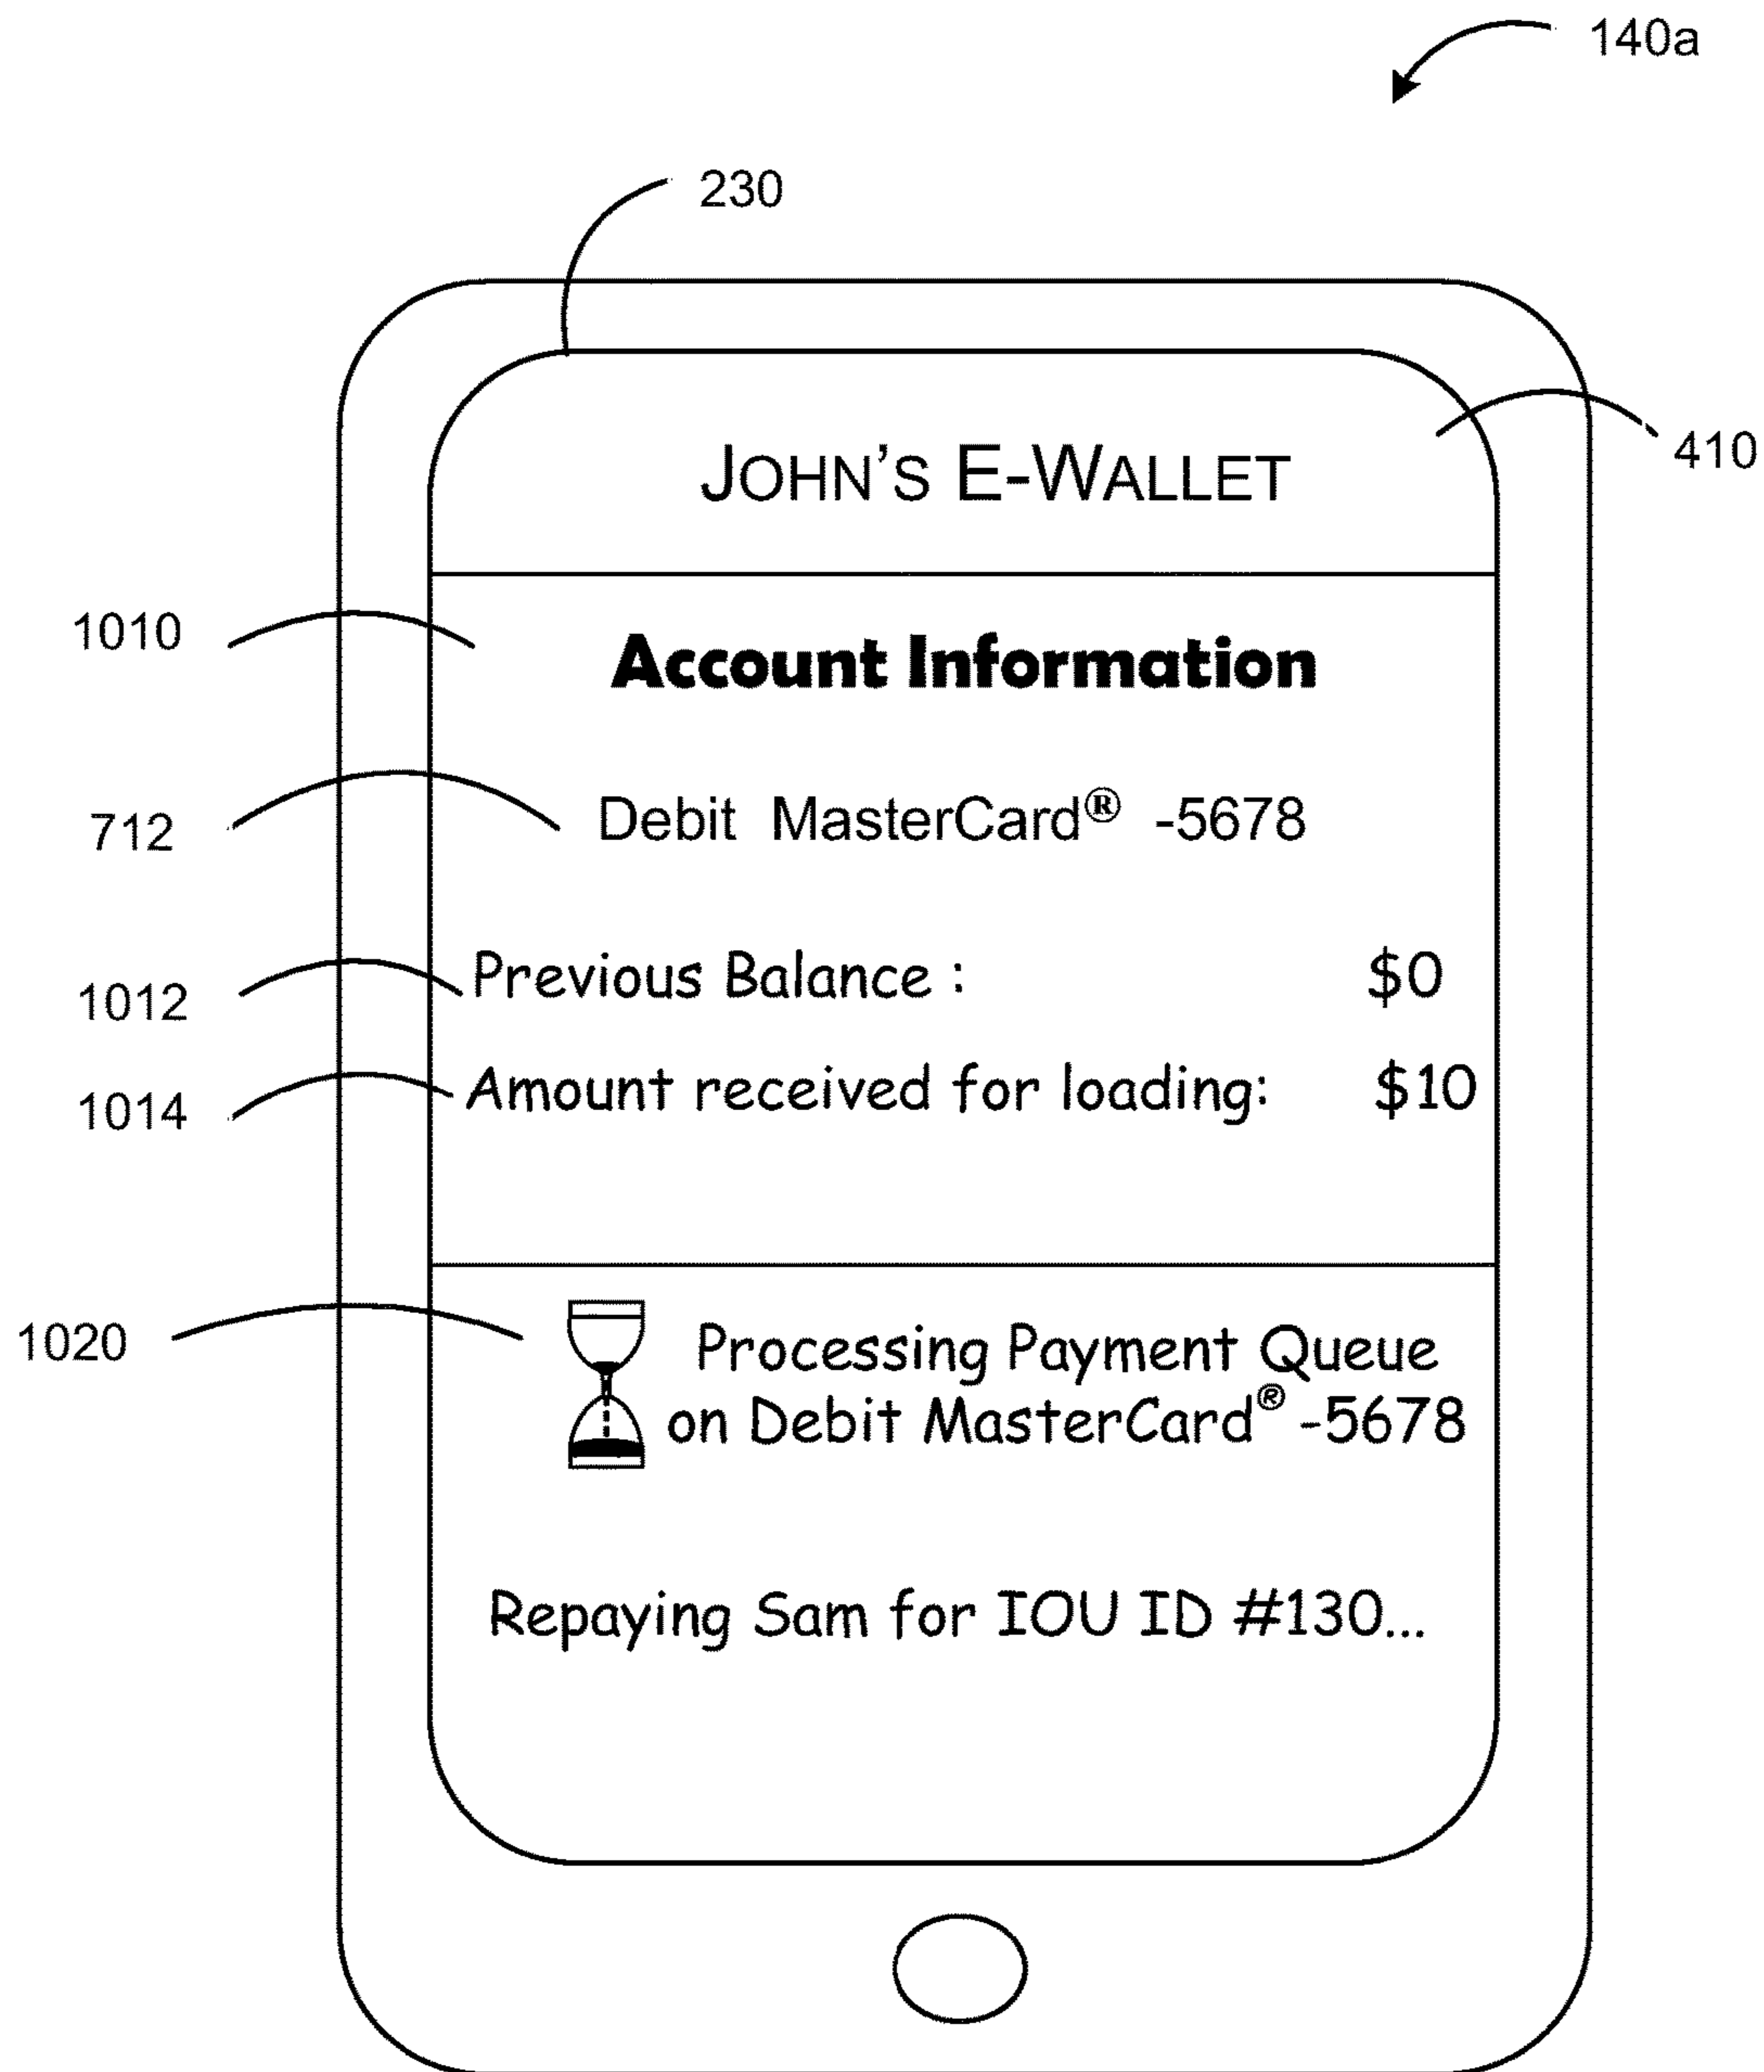 140a
230
JOHN'S E-WALLET
410
1010
Account Information
712
Debit MasterCard® -5678
1012
Previous Balance : $0
1014
Amount received for loading: $10
1020
Processing Payment Queue
on Debit MasterCard® -5678
Repaying Sam for IOU ID #130...